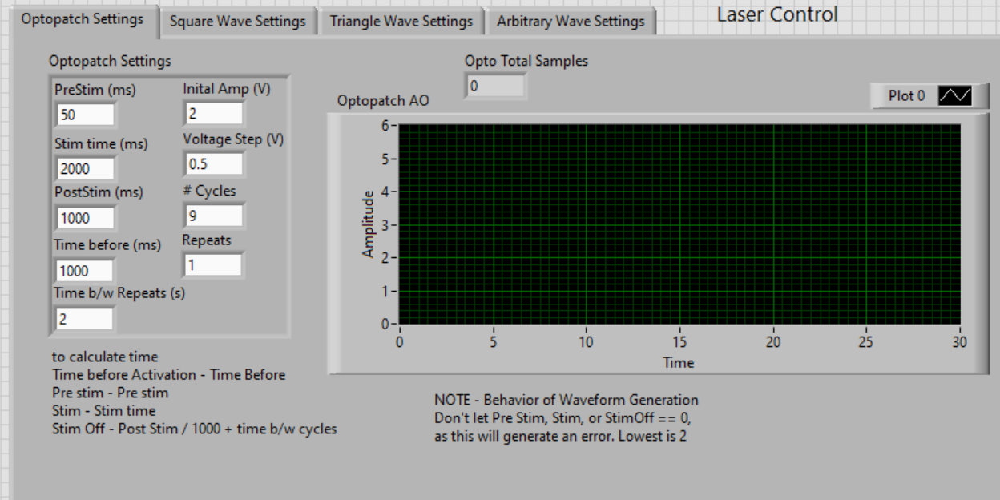 Optopatch Settings
Square Wave Settings
Triangle Wave Settings
Arbitrary Wave Settings
Laser Control
Optopatch Settings
PreStim (ms)
50
Inital Amp (V)
2
Stim time (ms)
2000
Voltage Step (V)
0.5
PostStim (ms)
1000
# Cycles
9
Time before (ms)
1000
Repeats
1
Time b/w Repeats (s)
2
to calculate time
Time before Activation - Time Before
Pre stim - Pre stim
Stim - Stim time
Stim Off - Post Stim / 1000 + time b/w cycles
Opto Total Samples
0
Optopatch AO
Plot 0
Amplitude
6
5
4
3
2
1
0
0 5 10 15 20 25 30
Time
NOTE - Behavior of Waveform Generation
Don't let Pre Stim, Stim, or StimOff == 0,
as this will generate an error. Lowest is 2